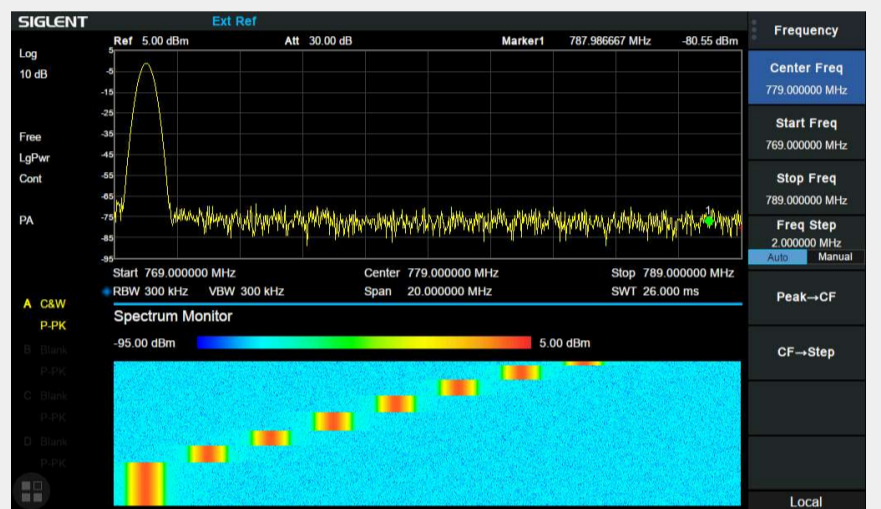 SIGLENT
Ext Ref
Ref 5.00 dBm Att 30.00 dB Marker1 787.986667 MHz -80.55 dBm
Log
10 dB
Free
LgPwr
Cont
PA
5
-5
-15
-25
-35
-45
-55
-65
-75
-85
-95
1
Start 769.000000 MHz Center 779.000000 MHz Stop 789.000000 MHz
RBW 300 kHz VBW 300 kHz Span 20.000000 MHz SWT 26.000 ms
A C&W
P-PK
B Blank
P-PK
C Blank
P-PK
D Blank
P-PK
Spectrum Monitor
-95.00 dBm 5.00 dBm
Frequency
Center Freq
779.000000 MHz
Start Freq
769.000000 MHz
Stop Freq
789.000000 MHz
Freq Step
2.000000 MHz
Auto Manual
Peak→CF
CF→Step
Local